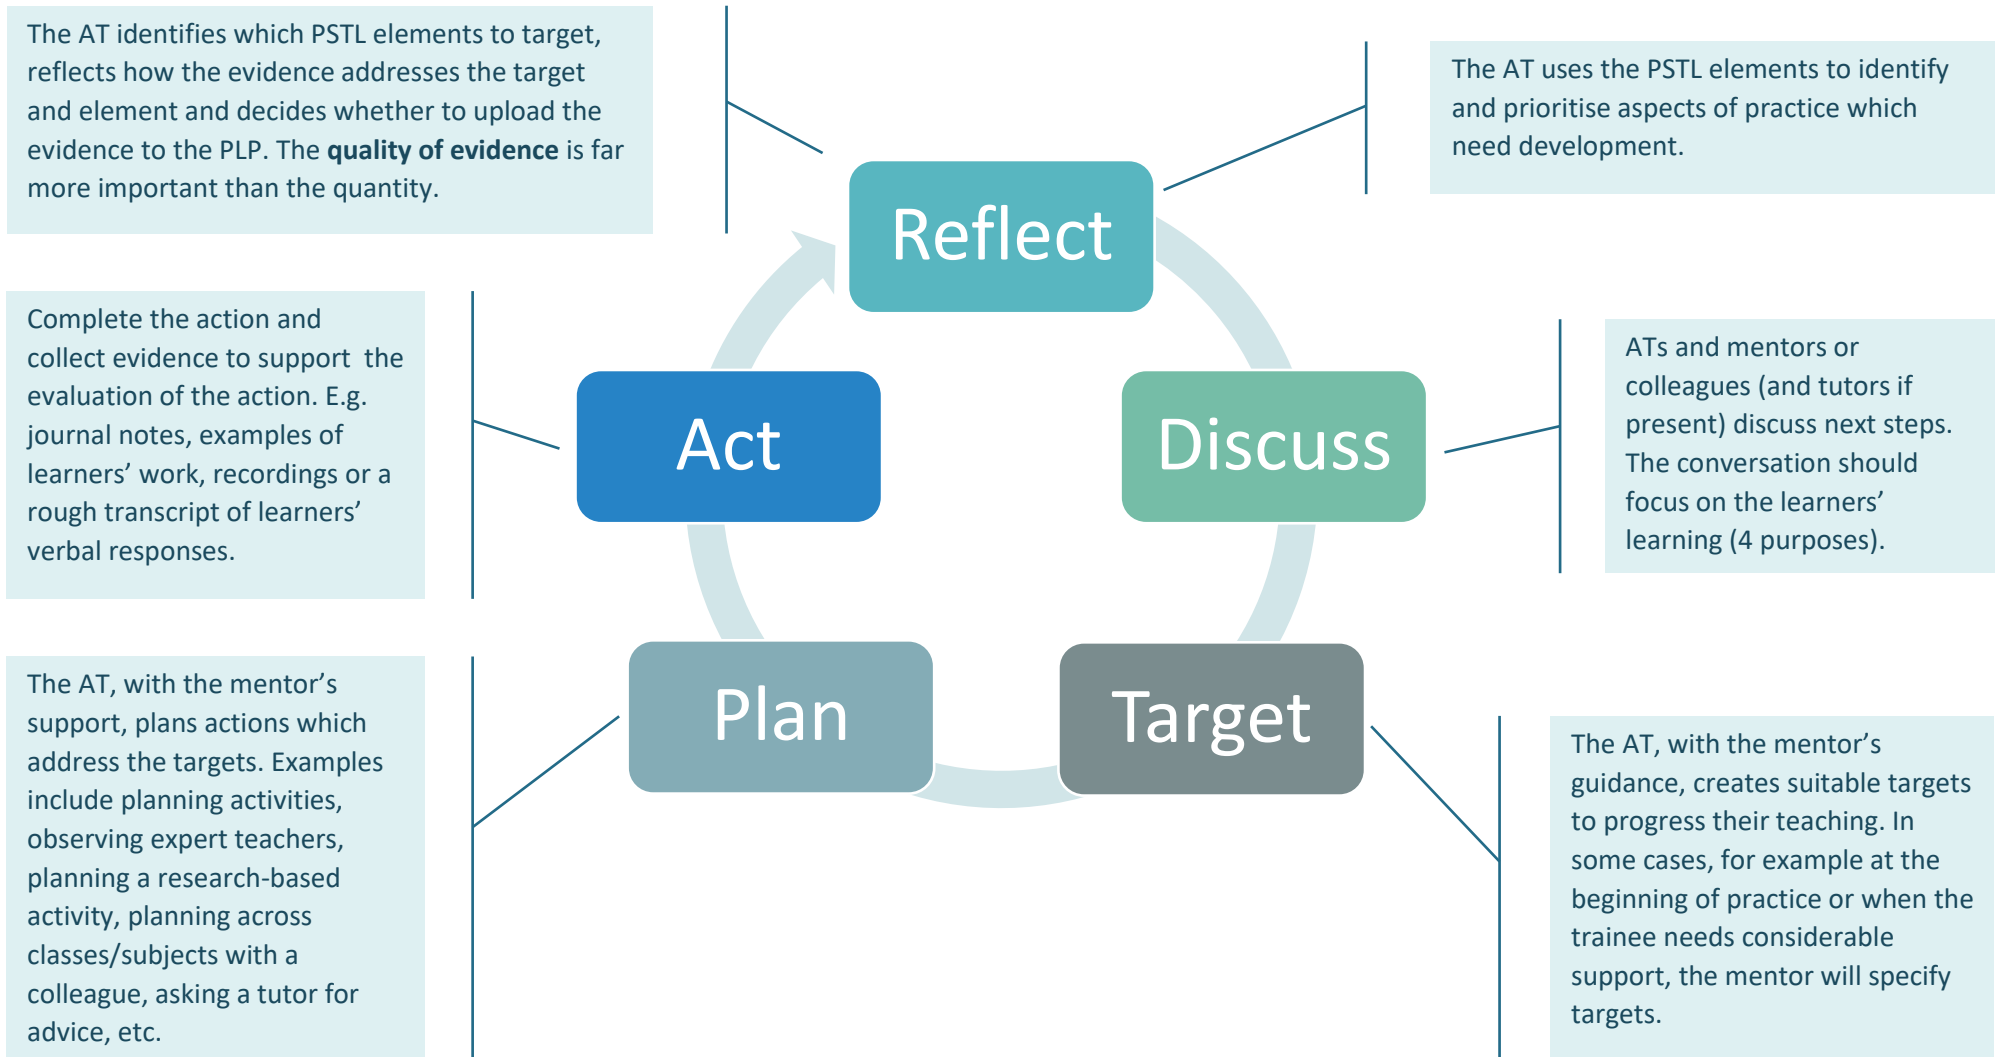 The AT identifies which PSTL elements to target,
reflects how the evidence addresses the target
and element and decides whether to upload the
evidence to the PLP. The quality of evidence is far
more important than the quantity.
The AT uses the PSTL elements to identify
and prioritise aspects of practice which
need development.
Reflect
Complete the action and
collect evidence to support  the
evaluation of the action. E.g.
journal notes, examples of
learners’ work, recordings or a
rough transcript of learners’
verbal responses.
Act
Discuss
ATs and mentors or
colleagues (and tutors if
present) discuss next steps.
The conversation should
focus on the learners’
learning (4 purposes).
The AT, with the mentor’s
support, plans actions which
address the targets. Examples
include planning activities,
observing expert teachers,
planning a research-based
activity, planning across
classes/subjects with a
colleague, asking a tutor for
advice, etc.
Plan
Target
The AT, with the mentor’s
guidance, creates suitable targets
to progress their teaching. In
some cases, for example at the
beginning of practice or when the
trainee needs considerable
support, the mentor will specify
targets.